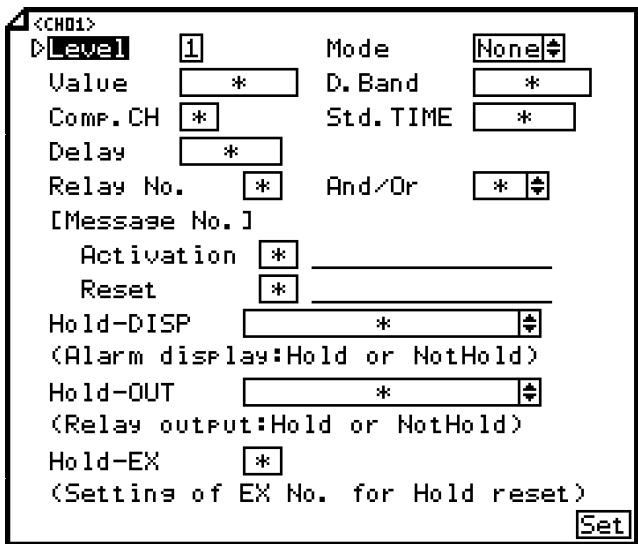 <CH01>
Level 1 Mode None
Value * D.Band *
Comp.CH * Std.TIME *
Delay *
Relay No. * And/Or *
[Message No.]
Activation *
Reset *
Hold-DISP *
(Alarm display:Hold or NotHold)
Hold-OUT *
(Relay output:Hold or NotHold)
Hold-EX *
(Setting of EX No. for Hold reset)
Set